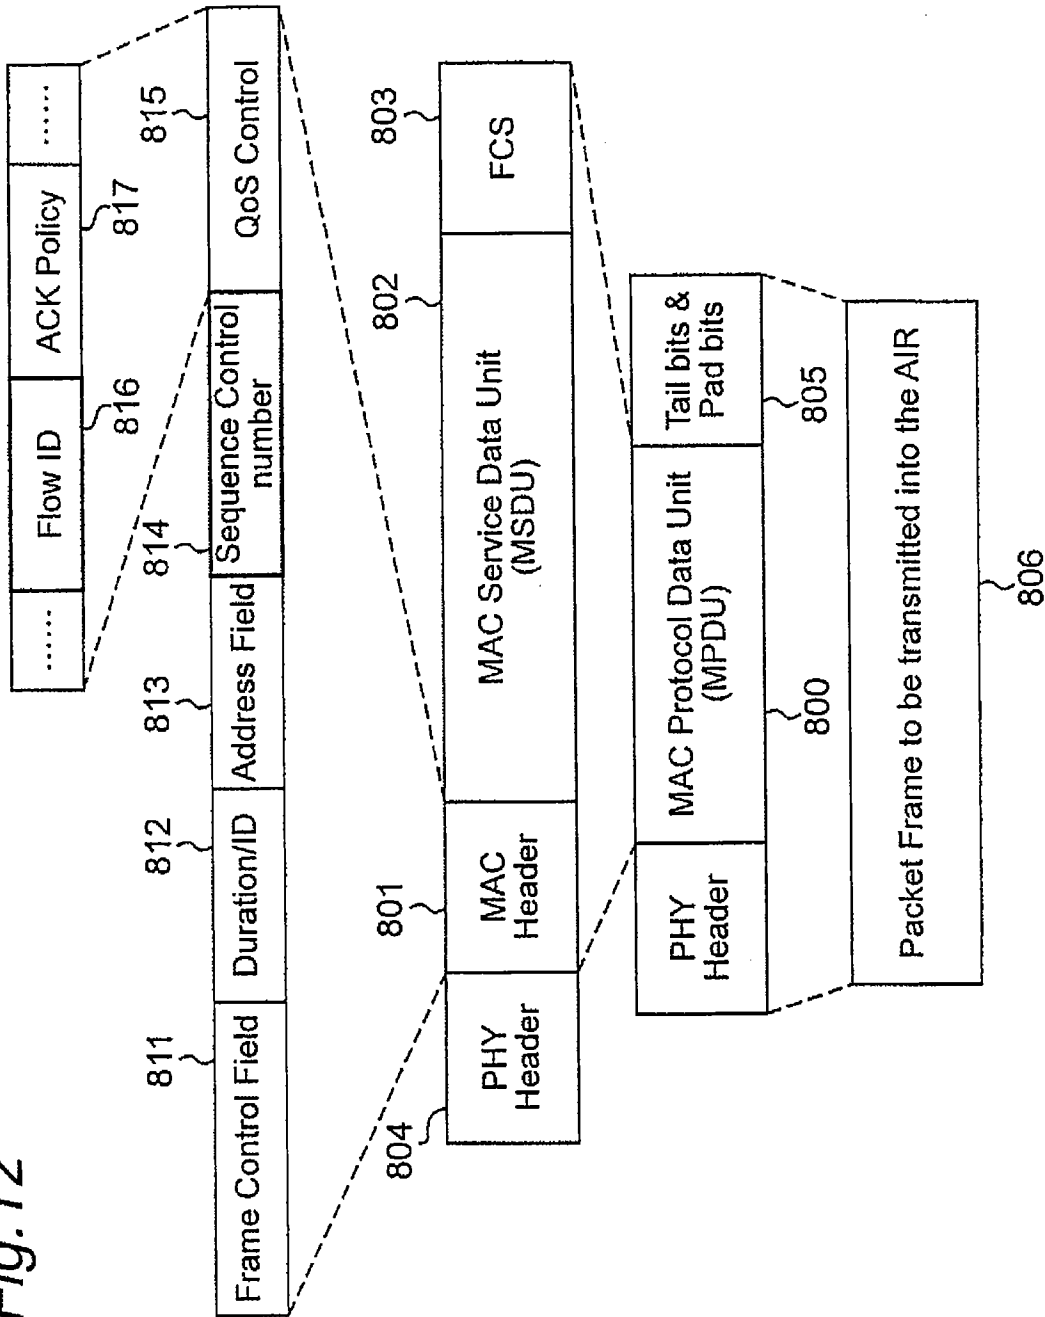 Fig.12
......
Flow ID
ACK Policy
......
816
817
811
812
813
814
815
Frame Control Field
Duration/ID
Address Field
Sequence Control
number
QoS Control
804
801
802
803
PHY
Header
MAC
Header
MAC Service Data Unit
(MSDU)
FCS
PHY
Header
MAC Protocol Data Unit
(MPDU)
Tail bits &
Pad bits
800
805
Packet Frame to be transmitted into the AIR
806